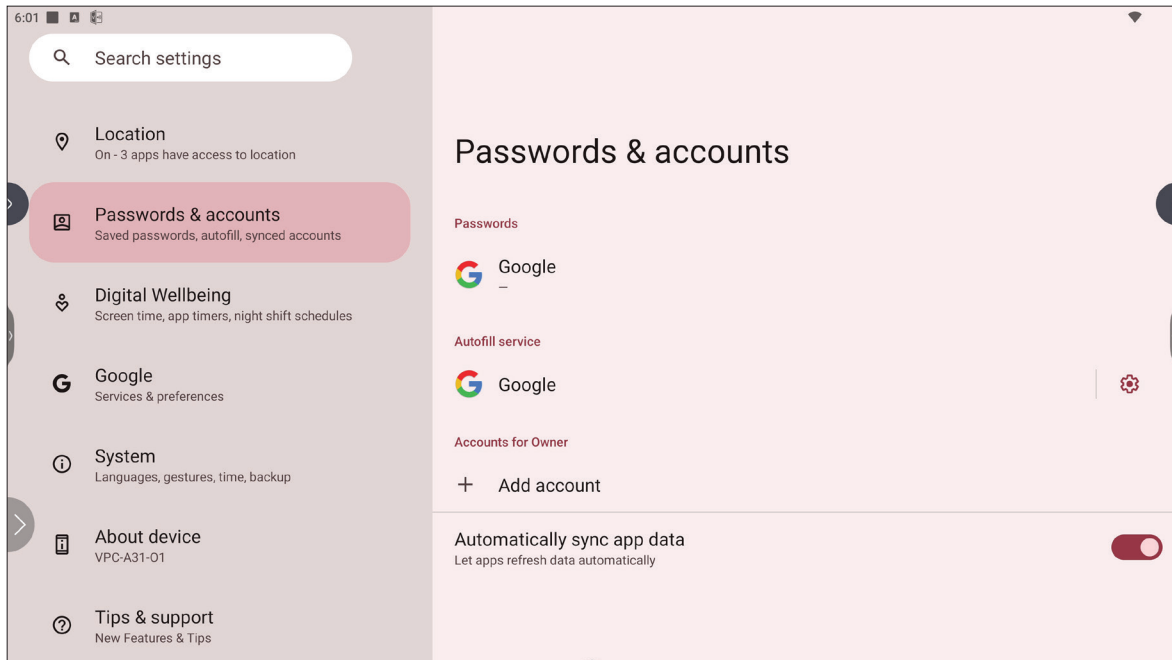 6:01
Search settings
Location
On - 3 apps have access to location
Passwords & accounts
Saved passwords, autofill, synced accounts
Digital Wellbeing
Screen time, app timers, night shift schedules
Google
Services & preferences
System
Languages, gestures, time, backup
About device
VPC-A31-O1
Tips & support
New Features & Tips
Passwords & accounts
Passwords
Google
–
Autofill service
Google
Accounts for Owner
+ Add account
Automatically sync app data
Let apps refresh data automatically